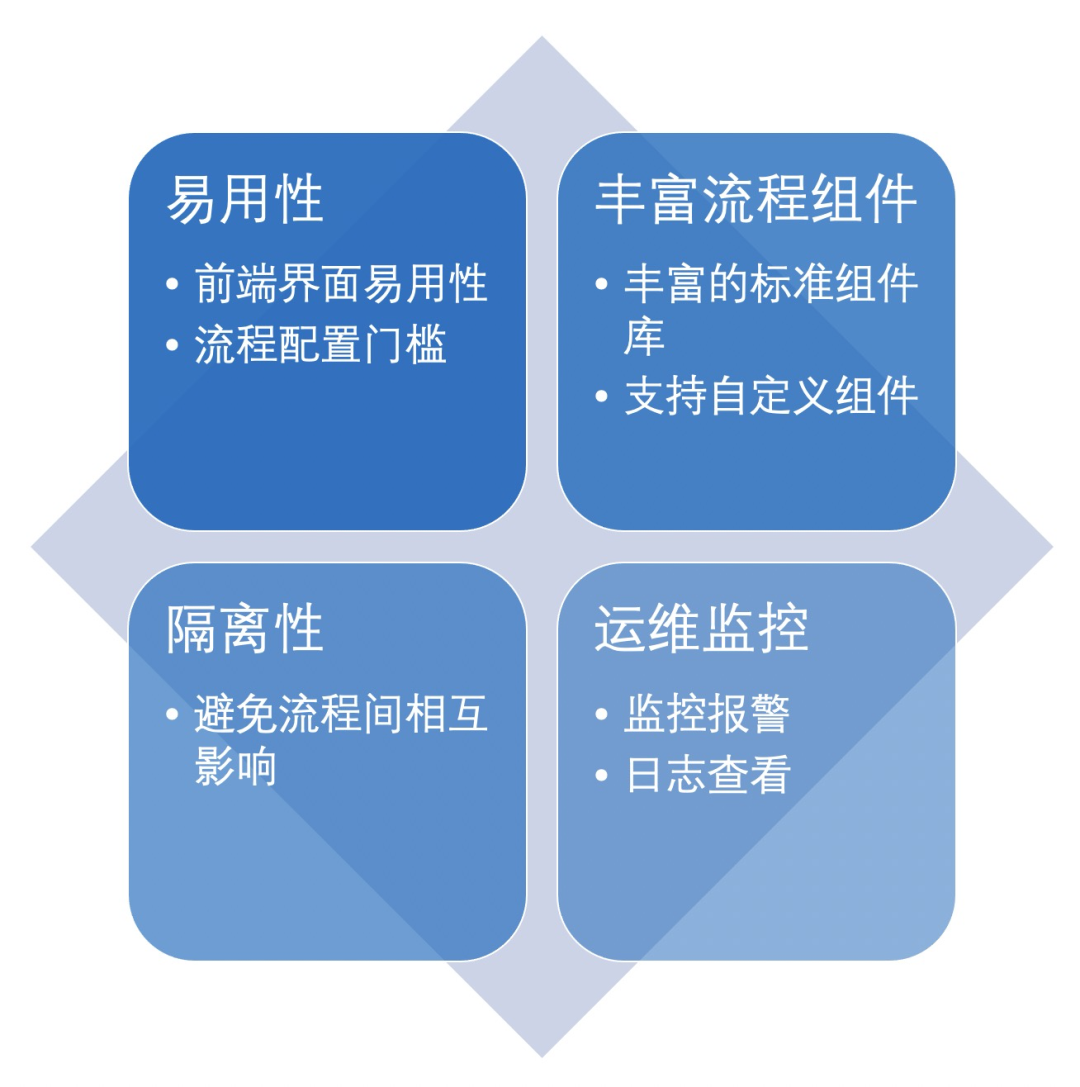 易用性
• 前端界面易用性
• 流程配置门槛
丰富流程组件
• 丰富的标准组件
库
• 支持自定义组件
隔离性
• 避免流程间相互
影响
运维监控
• 监控报警
• 日志查看